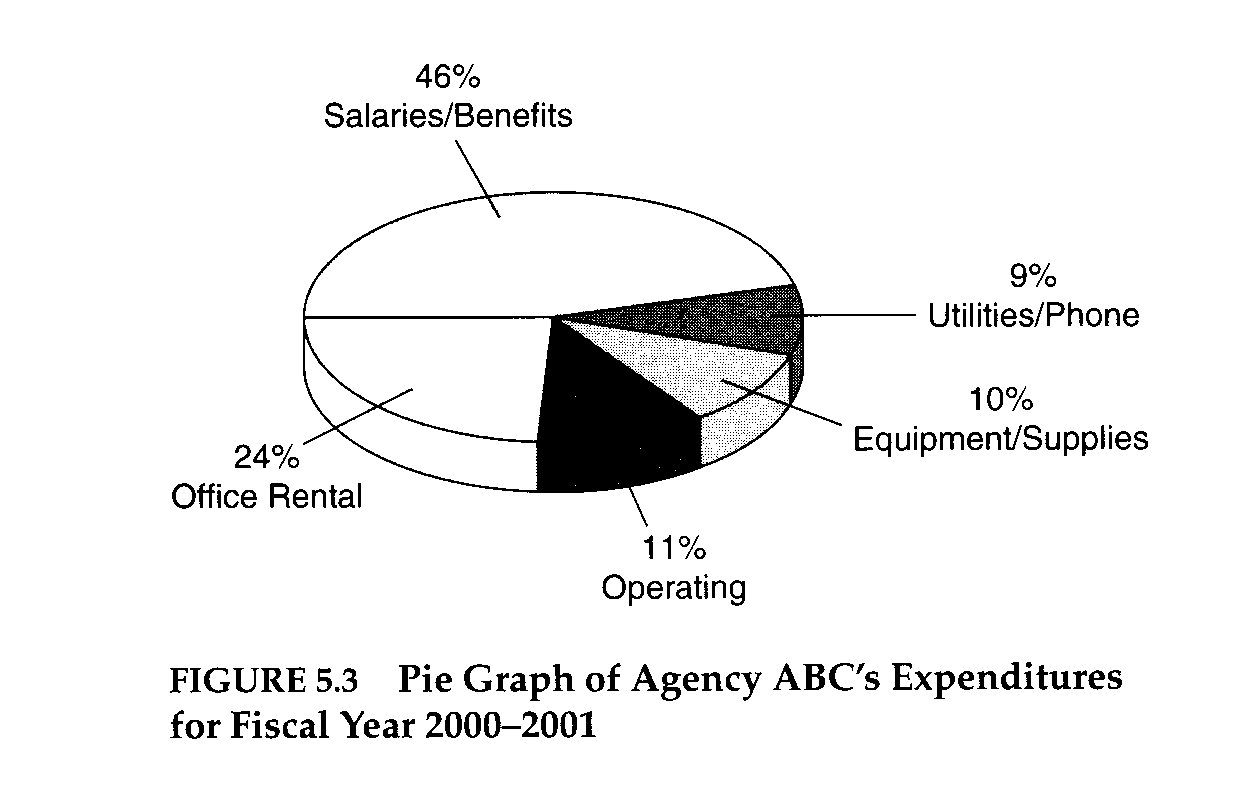 46%
Salaries/Benefits
9%
Utilities/Phone
10%
Equipment/Supplies
24%
Office Rental
11%
Operating
FIGURE 5.3 Pie Graph of Agency ABC's Expenditures
for Fiscal Year 2000–2001